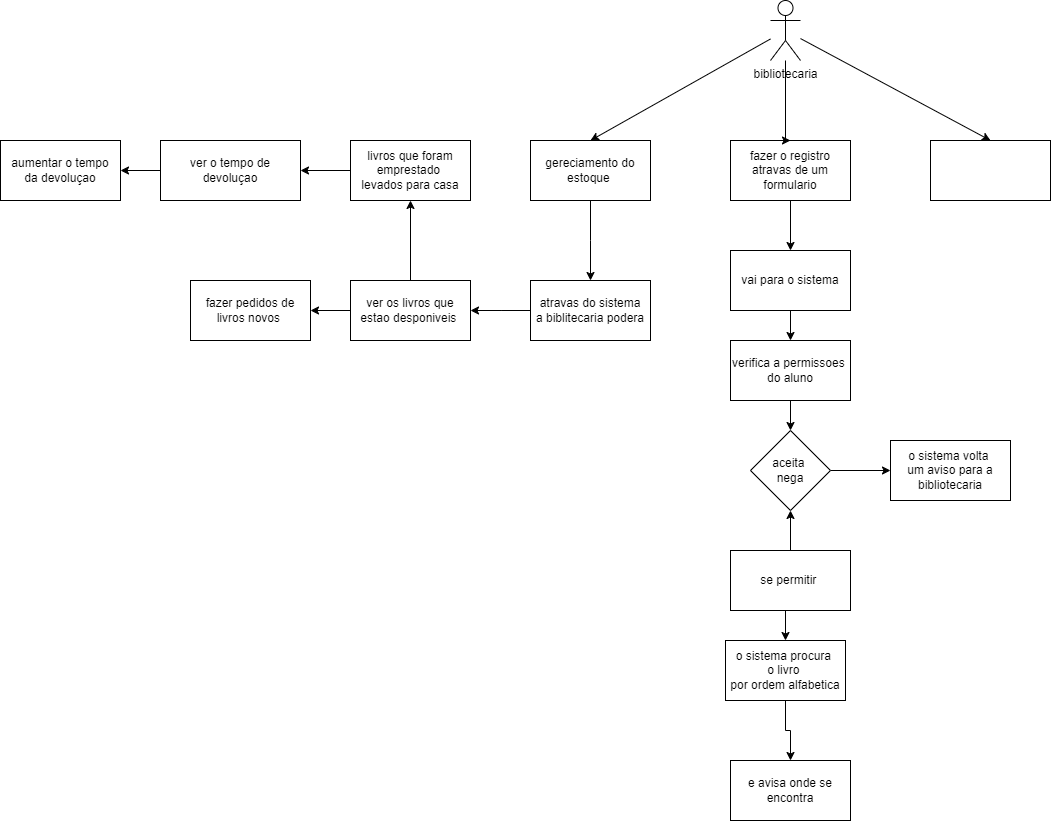 bibliotecaria
aumentar o tempo
da devoluçao
ver o tempo de
devoluçao
livros que foram
emprestado
levados para casa
gereciamento do
estoque
fazer o registro
atravas de um
formulario
fazer pedidos de
livros novos
ver os livros que
estao desponiveis
atravas do sistema
a biblitecaria podera
vai para o sistema
verifica a permissoes
do aluno
aceita
nega
o sistema volta
um aviso para a
bibliotecaria
se permitir
o sistema procura
o livro
por ordem alfabetica
e avisa onde se
encontra